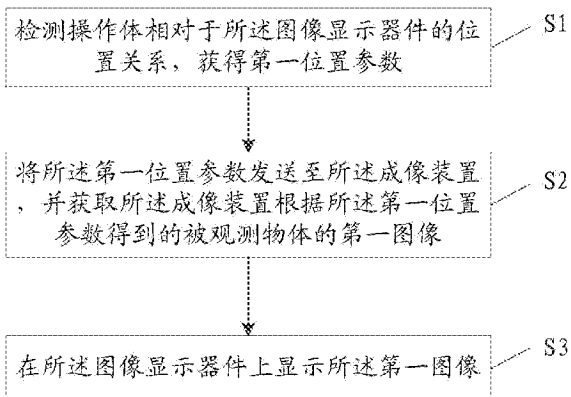 检测操作体相对于所述图像显示器件的位
置关系，获得第一位置参数
S1
将所述第一位置参数发送至所述成像装置
，并获取所述成像装置根据所述第一位置
参数得到的被观测物体的第一图像
S2
在所述图像显示器件上显示所述第一图像
S3